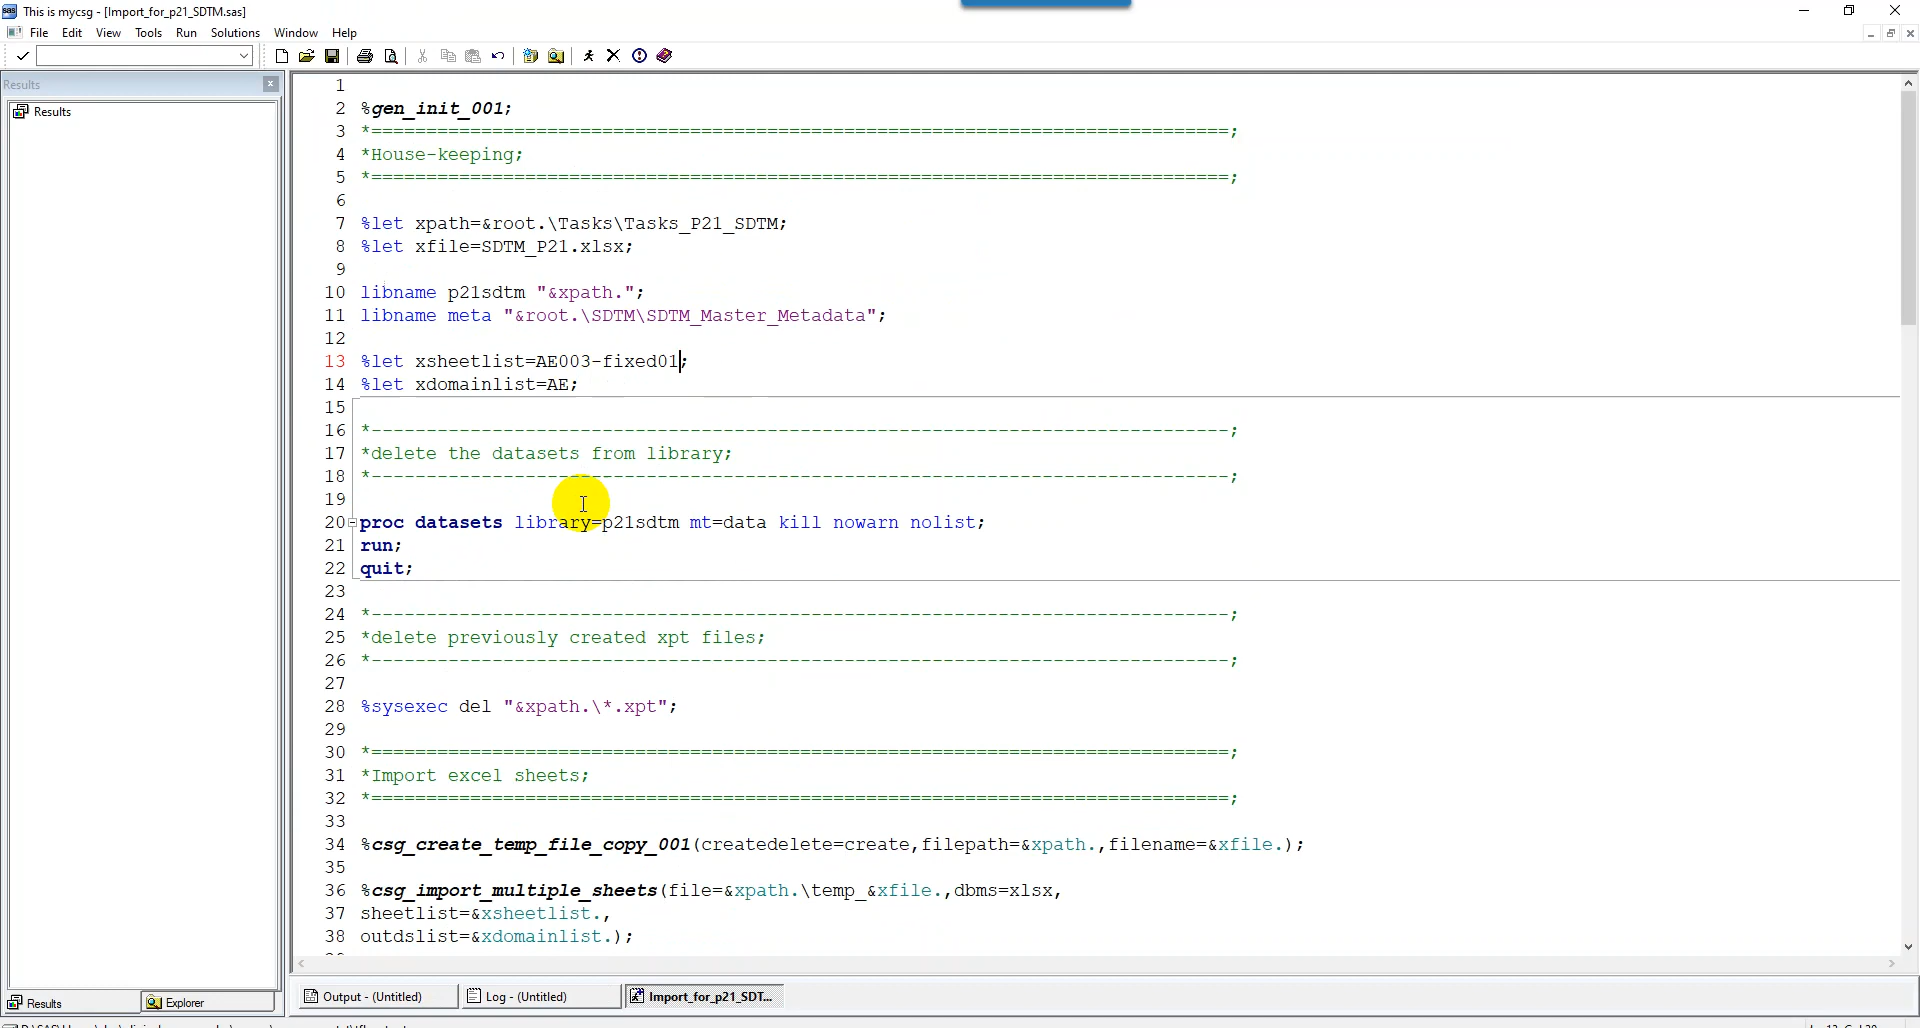 This is mycsg - [Import_for_p21_SDTM.sas]
File Edit View Tools Run Solutions Window Help
Results
Results
1
2 %gen_init_001;
3 *==============================================================================;
4 *House-keeping;
5 *==============================================================================;
6
7 %let xpath=&root.\Tasks\Tasks_P21_SDTM;
8 %let xfile=SDTM_P21.xlsx;
9
10 libname p21sdtm "&xpath.";
11 libname meta "&root.\SDTM\SDTM_Master_Metadata";
12
13 %let xsheetlist=AE003-fixed01;
14 %let xdomainlist=AE;
15
16 *------------------------------------------------------------------------------;
17 *delete the datasets from library;
18 *------------------------------------------------------------------------------;
19
20 proc datasets library=p21sdtm mt=data kill nowarn nolist;
21 run;
22 quit;
23
24 *------------------------------------------------------------------------------;
25 *delete previously created xpt files;
26 *------------------------------------------------------------------------------;
27
28 %sysexec del "&xpath.\*.xpt";
29
30 *==============================================================================;
31 *Import excel sheets;
32 *==============================================================================;
33
34 %csg_create_temp_file_copy_001(createdelete=create,filepath=&xpath.,filename=&xfile.);
35
36 %csg_import_multiple_sheets(file=&xpath.\temp_&xfile.,dbms=xlsx,
37 sheetlist=&xsheetlist.,
38 outdslist=&xdomainlist.);
Results Explorer
Output - (Untitled) Log - (Untitled) Import_for_p21_SDT...